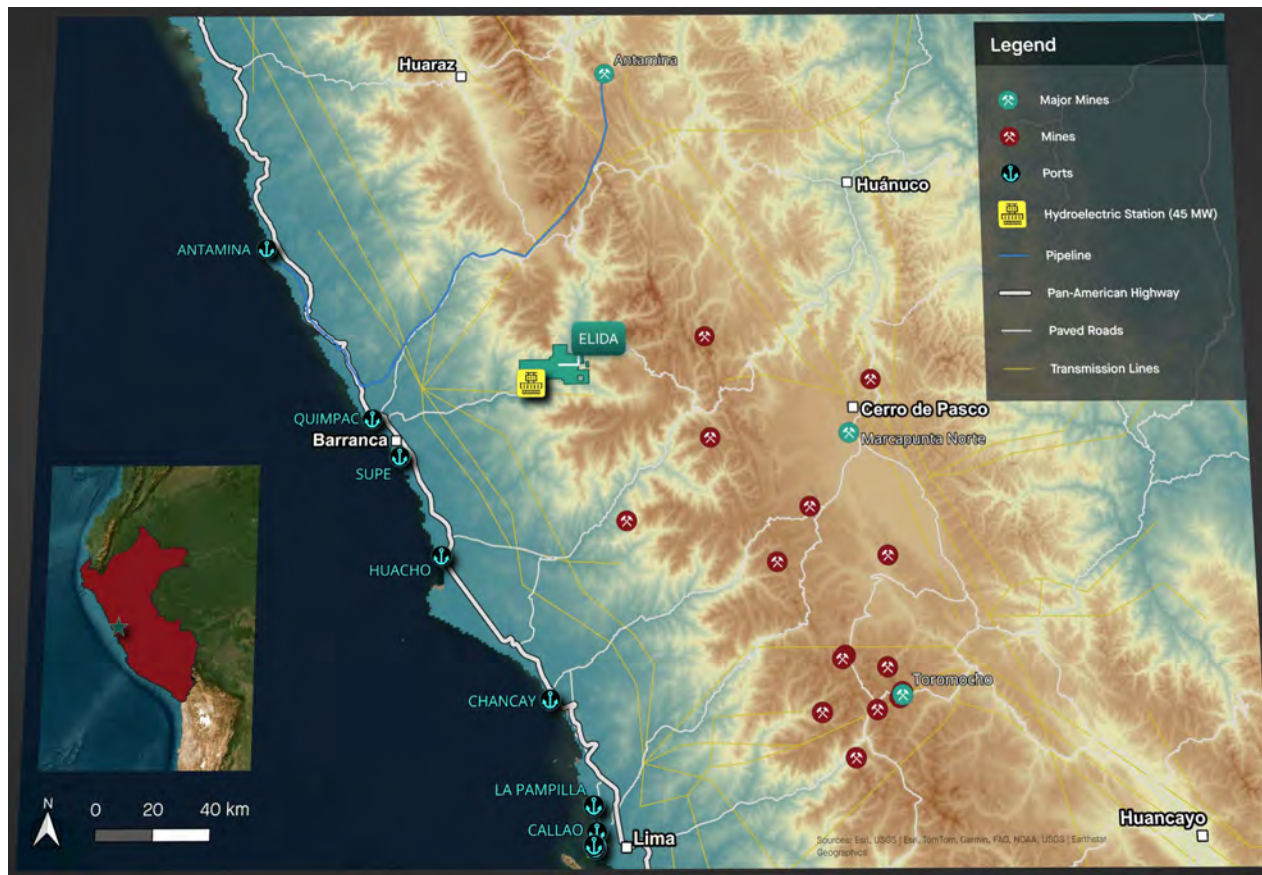 Huaraz
Antamina
Huánuco
ANTAMINA
ELIDA
QUIMPAC
Barranca
SUPE
Cerro de Pasco
Marcapunta Norte
HUACHO
CHANCAY
Toromocho
LA PAMPILLA
CALLAO
Lima
Huancayo
Legend
Major Mines
Mines
Ports
Hydroelectric Station (45 MW)
Pipeline
Pan-American Highway
Paved Roads
Transmission Lines
N
0 20 40 km
Sources: Esri, USGS | Esri, TomTom, Garmin, FAO, NOAA, USGS | Earthstar
Geographics